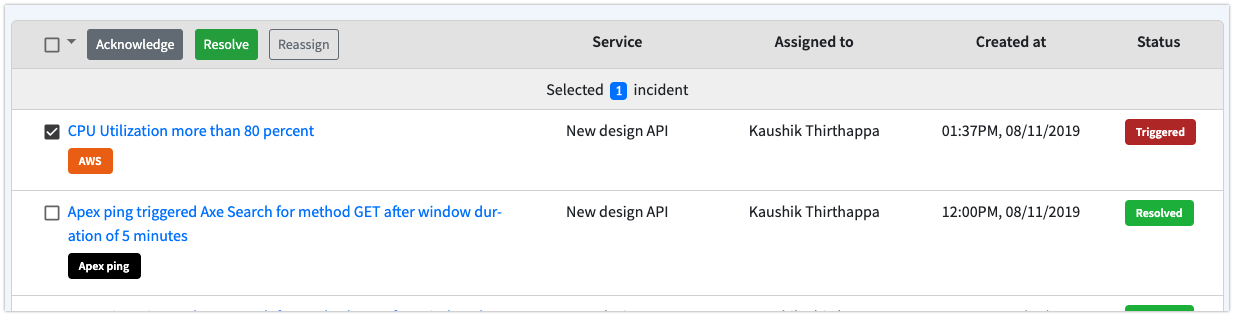 Acknowledge Resolve Reassign Service Assigned to Created at Status
Selected 1 incident
CPU Utilization more than 80 percent New design API Kaushik Thirthappa 01:37PM, 08/11/2019 Triggered
AWS
Apex ping triggered Axe Search for method GET after window dur- New design API Kaushik Thirthappa 12:00PM, 08/11/2019 Resolved
ation of 5 minutes
Apex ping